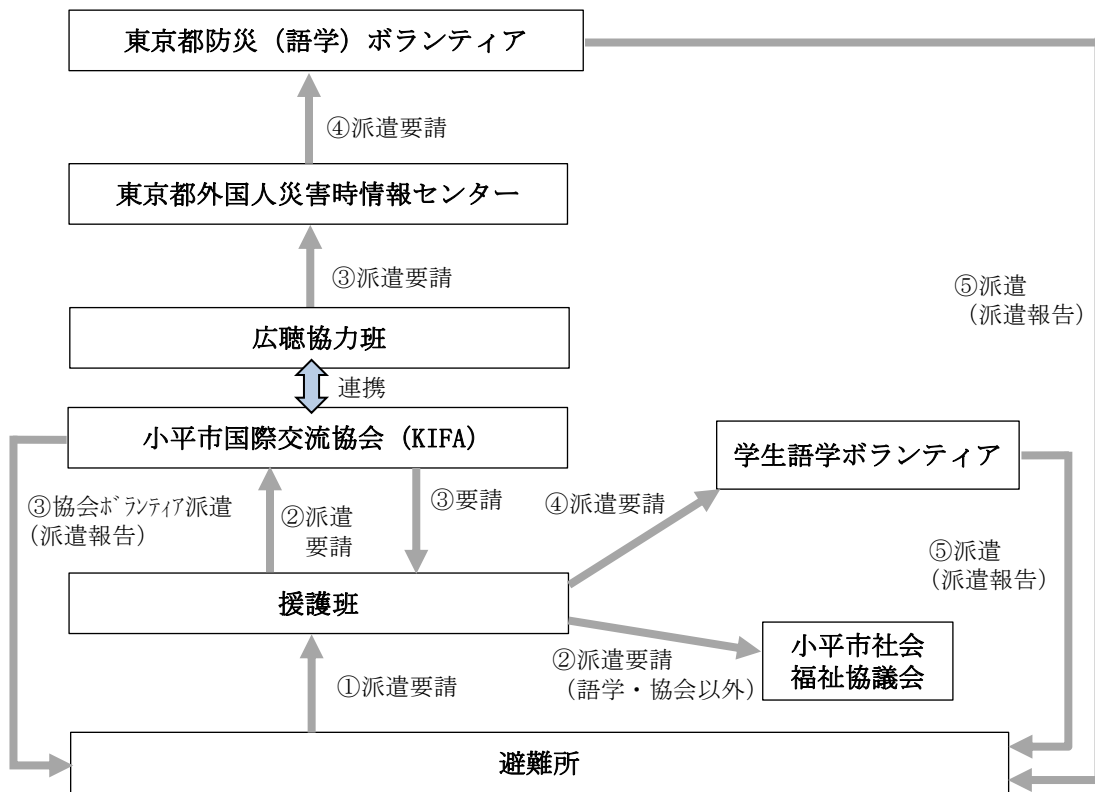 東京都防災（語学）ボランティア
④派遣要請
東京都外国人災害時情報センター
③派遣要請
⑤派遣
（派遣報告）
広聴協力班
連携
小平市国際交流協会（KIFA）
学生語学ボランティア
③協会ﾎﾞﾗﾝﾃｨｱ派遣
（派遣報告）
②派遣
要請
③要請
④派遣要請
⑤派遣
（派遣報告）
援護班
①派遣要請
②派遣要請
（語学・協会以外）
小平市社会
福祉協議会
避難所